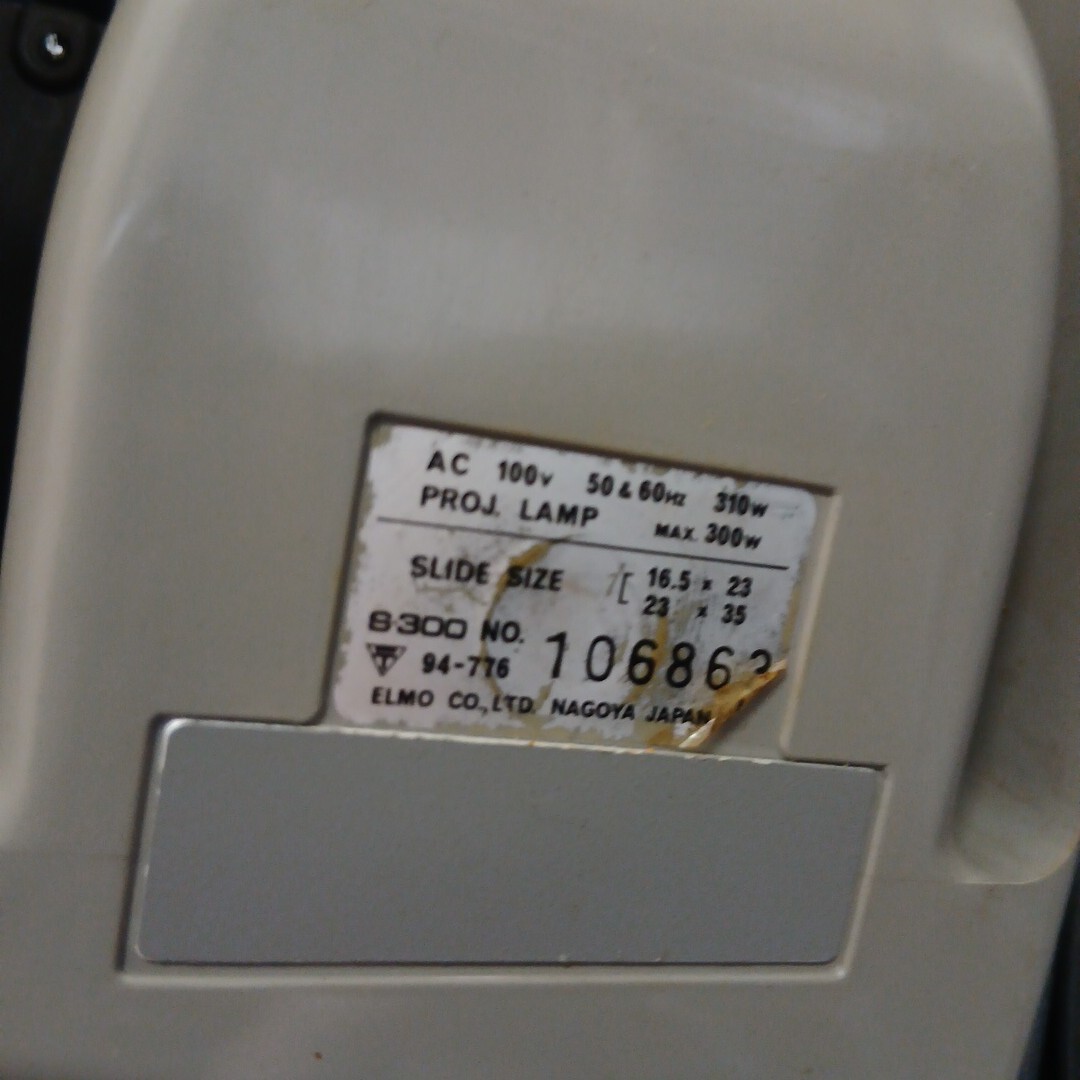 AC 100V 50 & 60HZ 310W
PROJ. LAMP MAX. 300W
SLIDE SIZE [ 16.5 x 23
23 x 35
S-300 NO. 106863
94-776
ELMO CO., LTD. NAGOYA JAPAN